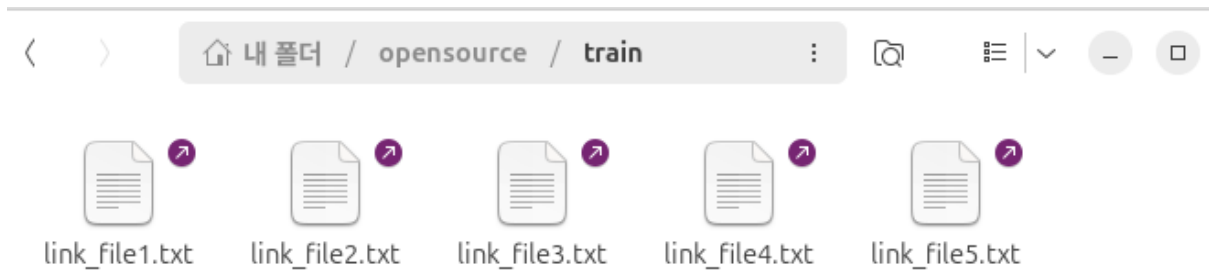 내 폴더 / opensource / train
link_file1.txt link_file2.txt link_file3.txt link_file4.txt link_file5.txt